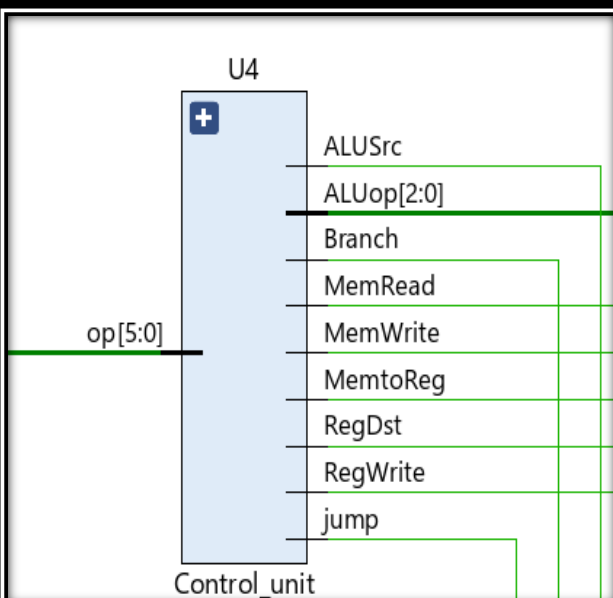 U4
ALUSrc
ALUop[2:0]
Branch
MemRead
op[5:0]
MemWrite
MemtoReg
RegDst
RegWrite
jump
Control_unit